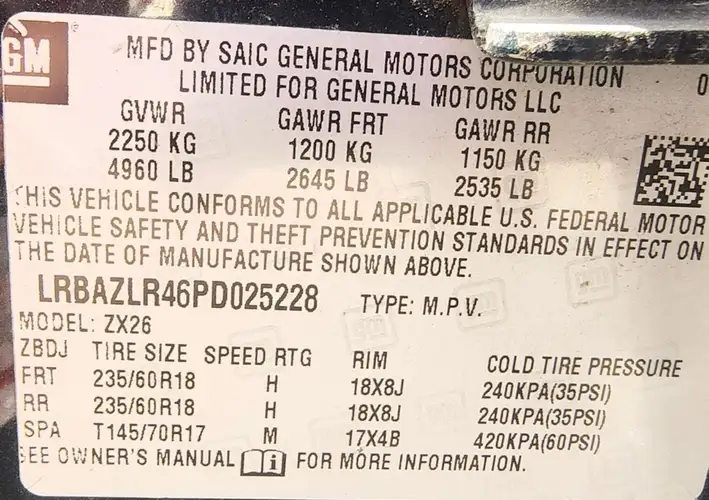 GM
MFD BY SAIC GENERAL MOTORS CORPORATION 0
LIMITED FOR GENERAL MOTORS LLC
GVWR GAWR FRT GAWR RR
2250 KG 1200 KG 1150 KG
4960 LB 2645 LB 2535 LB
THIS VEHICLE CONFORMS TO ALL APPLICABLE U.S. FEDERAL MOTOR
VEHICLE SAFETY AND THEFT PREVENTION STANDARDS IN EFFECT ON
THE DATE OF MANUFACTURE SHOWN ABOVE.
LRBAZLR46PD025228 TYPE: M.P.V.
MODEL: ZX26
ZBDJ TIRE SIZE SPEED RTG RIM COLD TIRE PRESSURE
FRT 235/60R18 H 18X8J 240KPA(35PSI)
RR 235/60R18 H 18X8J 240KPA(35PSI)
SPA T145/70R17 M 17X4B 420KPA(60PSI)
SEE OWNER'S MANUAL i FOR MORE INFORMATION.